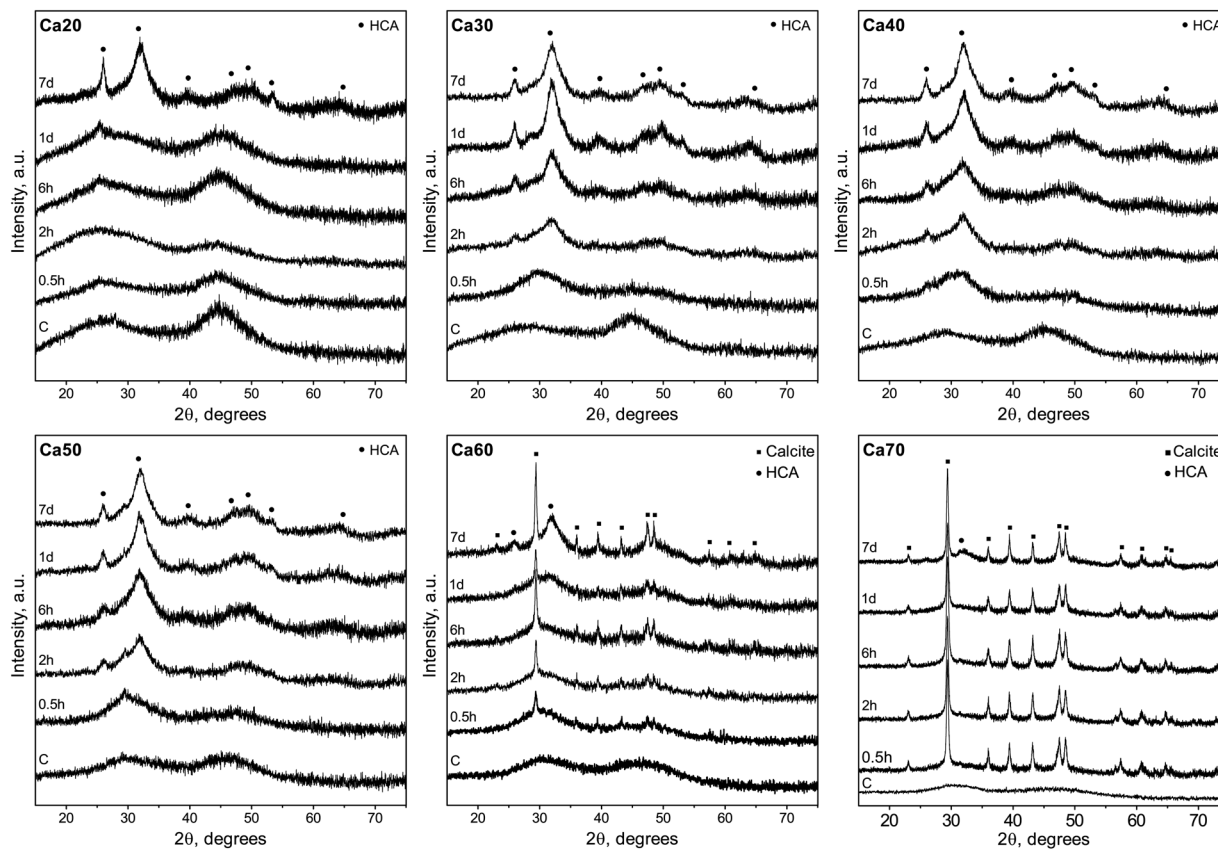 Ca20
● HCA
7d
1d
6h
2h
0.5h
C
Intensity, a.u.
20 30 40 50 60 70
2θ, degrees
Ca30
● HCA
7d
1d
6h
2h
0.5h
C
Intensity, a.u.
20 30 40 50 60 70
2θ, degrees
Ca40
● HCA
7d
1d
6h
2h
0.5h
C
20 30 40 50 60 70
2θ, degrees
Ca50
● HCA
7d
1d
6h
2h
0.5h
C
Intensity, a.u.
20 30 40 50 60 70
2θ, degrees
Ca60
■ Calcite
● HCA
7d
1d
6h
2h
0.5h
C
Intensity, a.u.
20 30 40 50 60 70
2θ, degrees
Ca70
■ Calcite
● HCA
7d
1d
6h
2h
0.5h
C
20 30 40 50 60 70
2θ, degrees